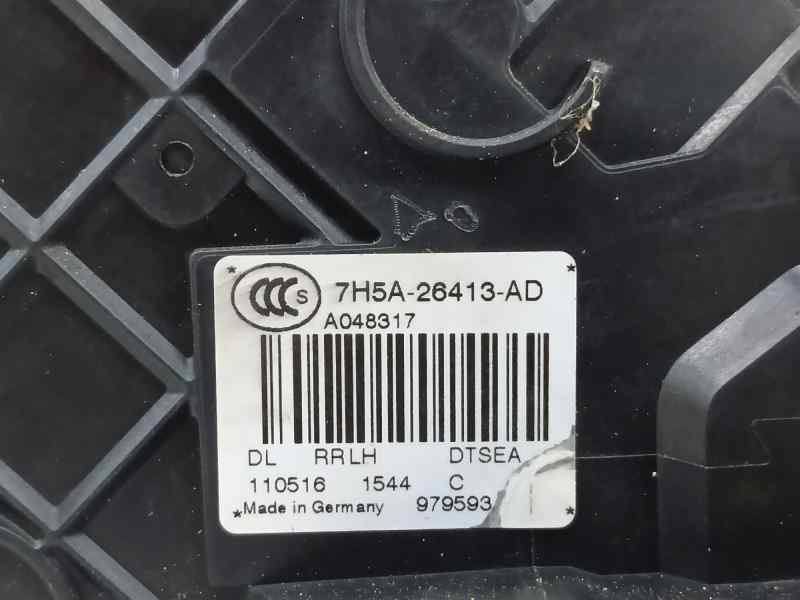 CCC S 7H5A-26413-AD
A048317
DL RRLH DTSEA
110516 1544 C
Made in Germany 979593